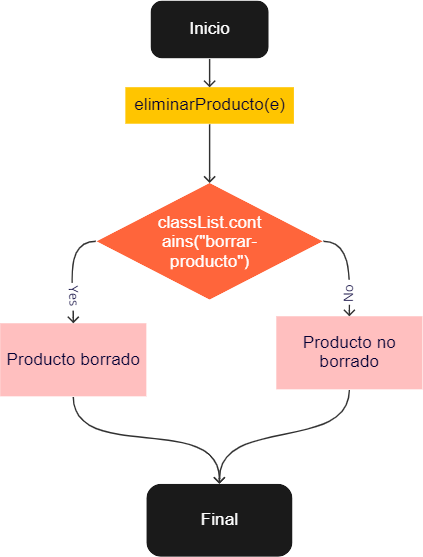 Inicio
eliminarProducto(e)
classList.cont
ains("borrar-
producto")
Yes
No
Producto borrado
Producto no
borrado
Final